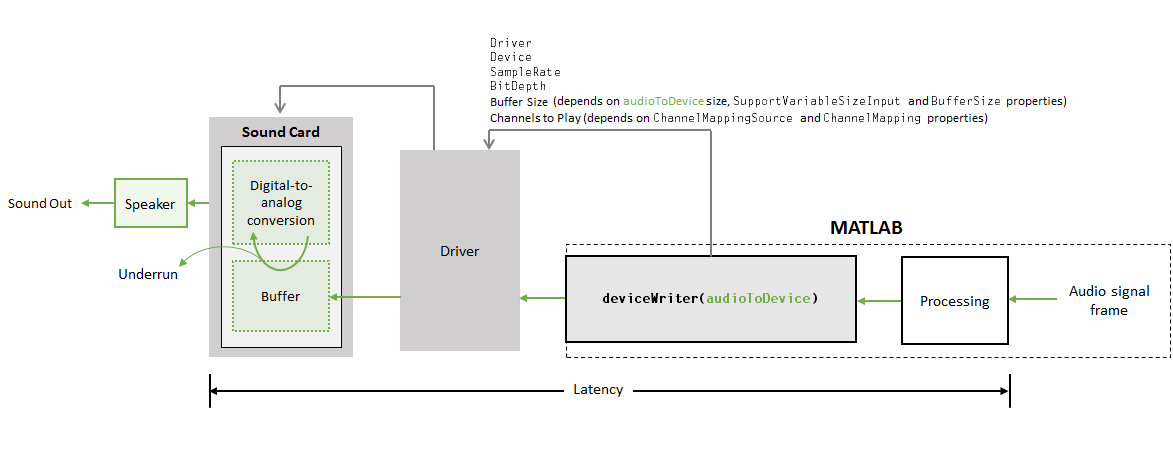 Driver
Device
SampleRate
BitDepth
Buffer Size (depends on audioToDevice size, SupportVariableSizeInput and BufferSize properties)
Channels to Play (depends on ChannelMappingSource and ChannelMapping properties)
Sound Card
Digital-to-
analog
conversion
Sound Out
Speaker
MATLAB
Driver
Underrun
Buffer
deviceWriter(audioToDevice)
Processing
Audio signal
frame
Latency